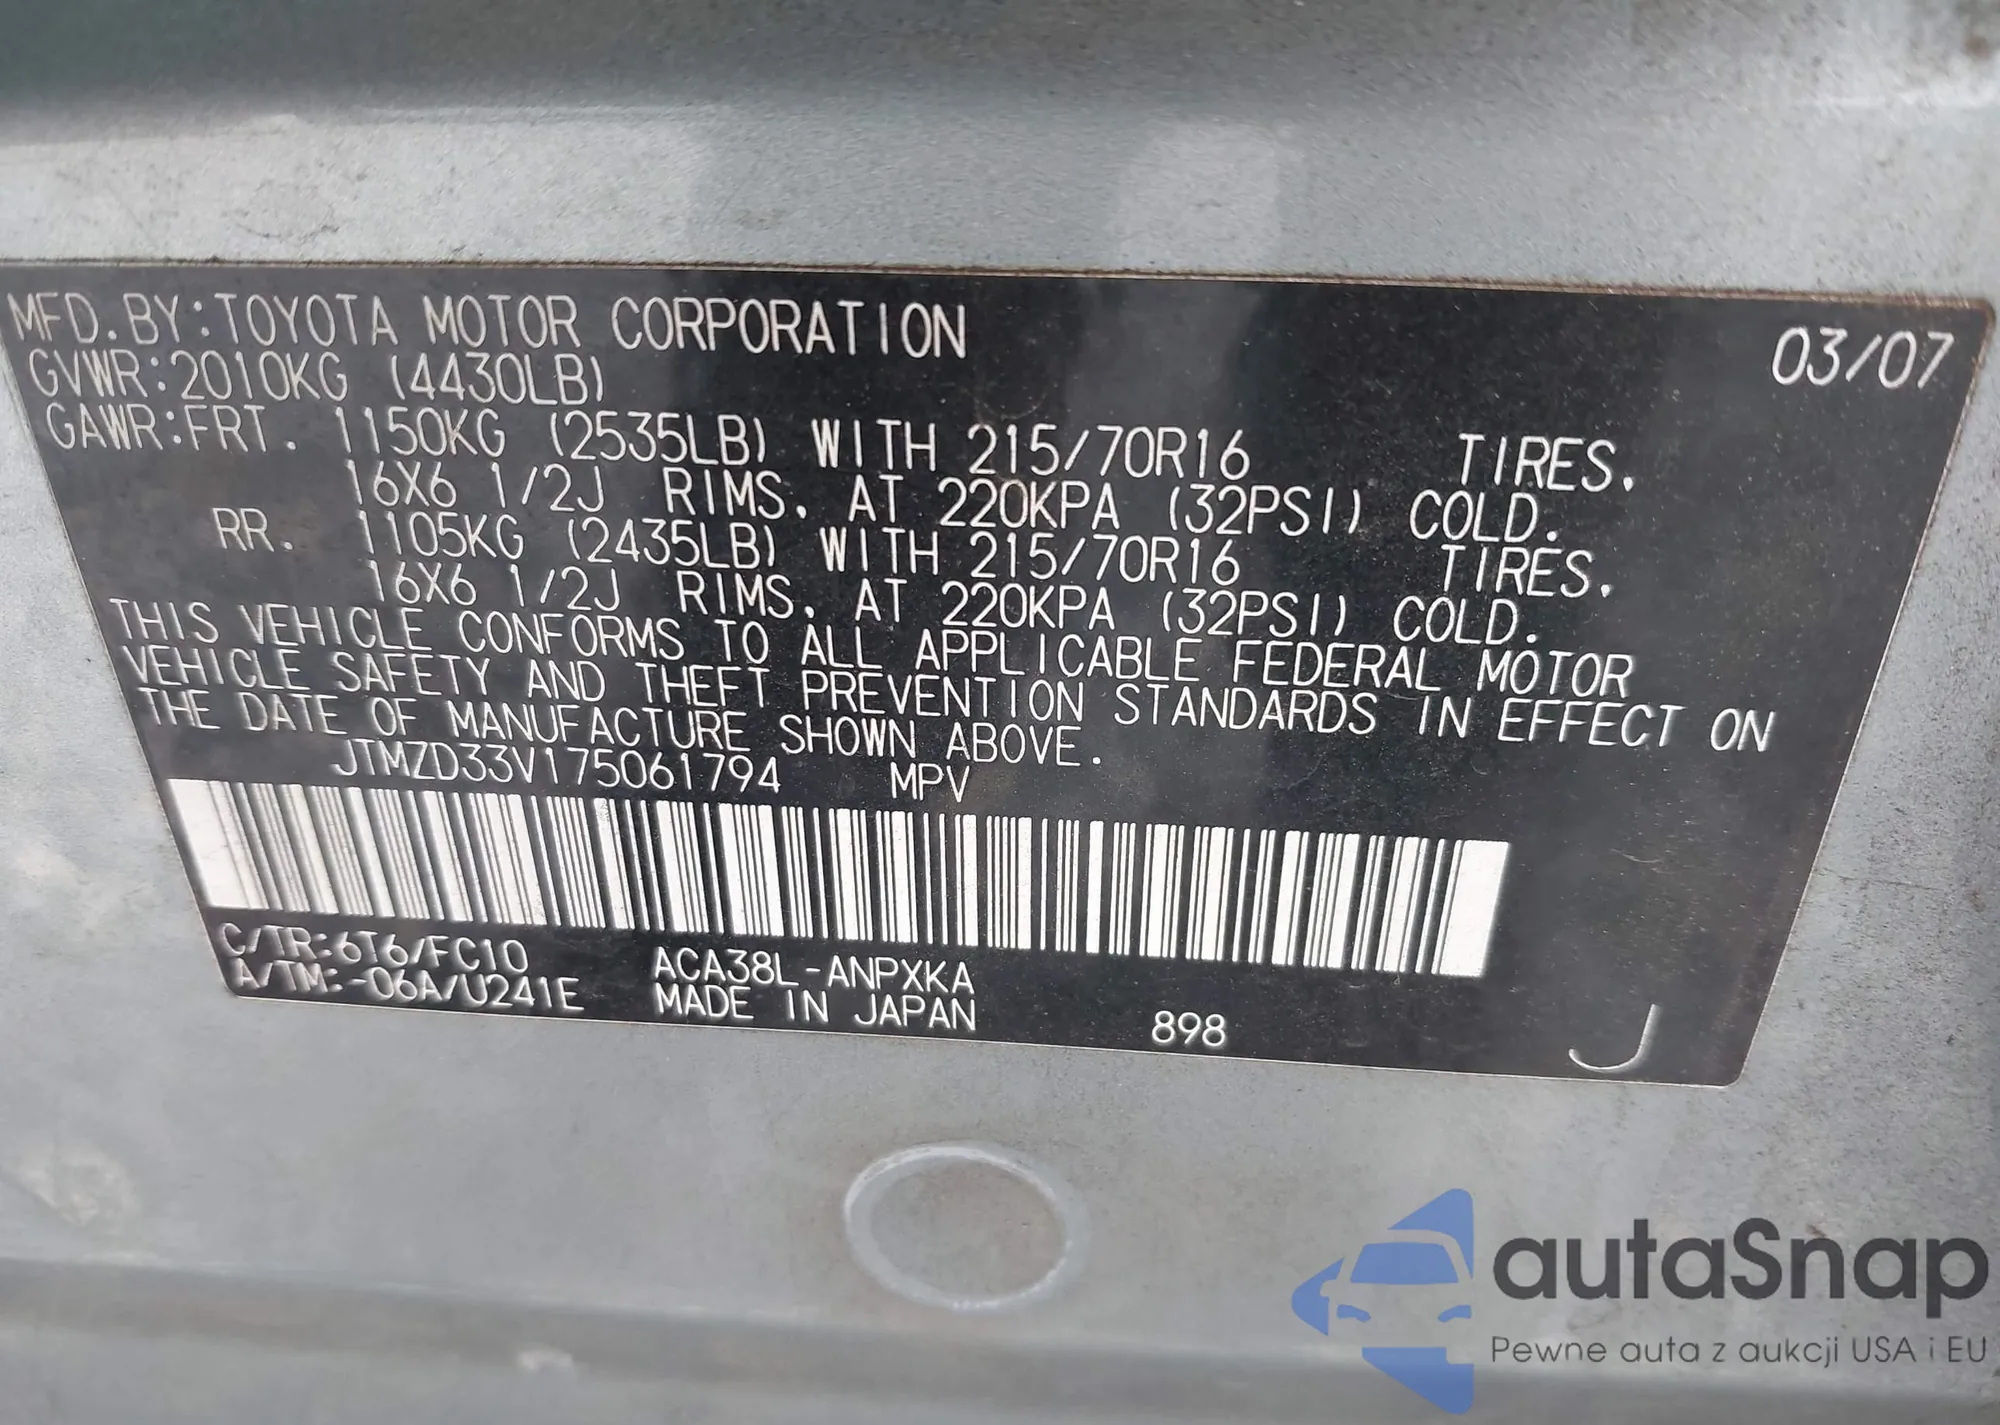 MFD.BY:TOYOTA MOTOR CORPORATION 03/07
GVWR:2010KG (4430LB)
GAWR:FRT. 1150KG (2535LB) WITH 215/70R16 TIRES.
16X6 1/2J RIMS, AT 220KPA (32PSI) COLD.
RR. 1105KG (2435LB) WITH 215/70R16 TIRES.
16X6 1/2J RIMS, AT 220KPA (32PSI) COLD.
THIS VEHICLE CONFORMS TO ALL APPLICABLE FEDERAL MOTOR
VEHICLE SAFETY AND THEFT PREVENTION STANDARDS IN EFFECT ON
THE DATE OF MANUFACTURE SHOWN ABOVE.
JTMZD33V175061794 MPV
C/TR:6T6/FC10 ACA38L-ANPXKA
A/TM:-06A/U241E MADE IN JAPAN 898
J
autaSnap
Pewne auta z aukcji USA i EU